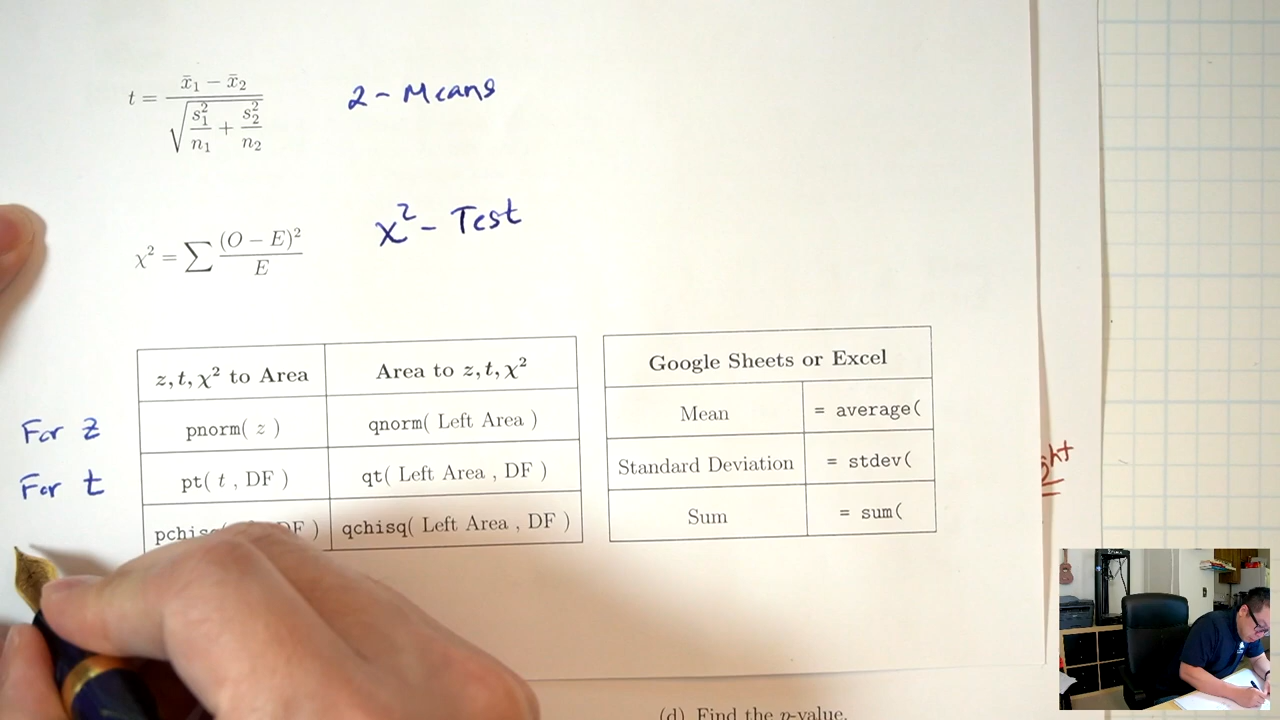 t = (x̄₁ − x̄₂) / √(s₁²/n₁ + s₂²/n₂)
2 - Means
χ² = ∑ (O − E)² / E
χ² - Test
z, t, χ² to Area | Area to z, t, χ²
For z pnorm( z ) | qnorm( Left Area )
For t pt( t , DF ) | qt( Left Area , DF )
DF ) | qchisq( Left Area , DF )
Google Sheets or Excel
Mean | = average(
Standard Deviation | = stdev(
Sum | = sum(
(d) Find the p-value.